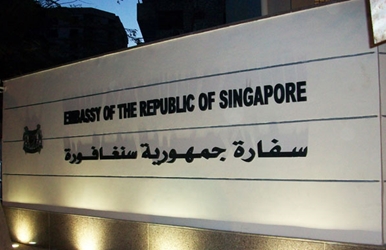 EMBASSY OF THE REPUBLIC OF SINGAPORE
سفارة جمهورية سنغافورة